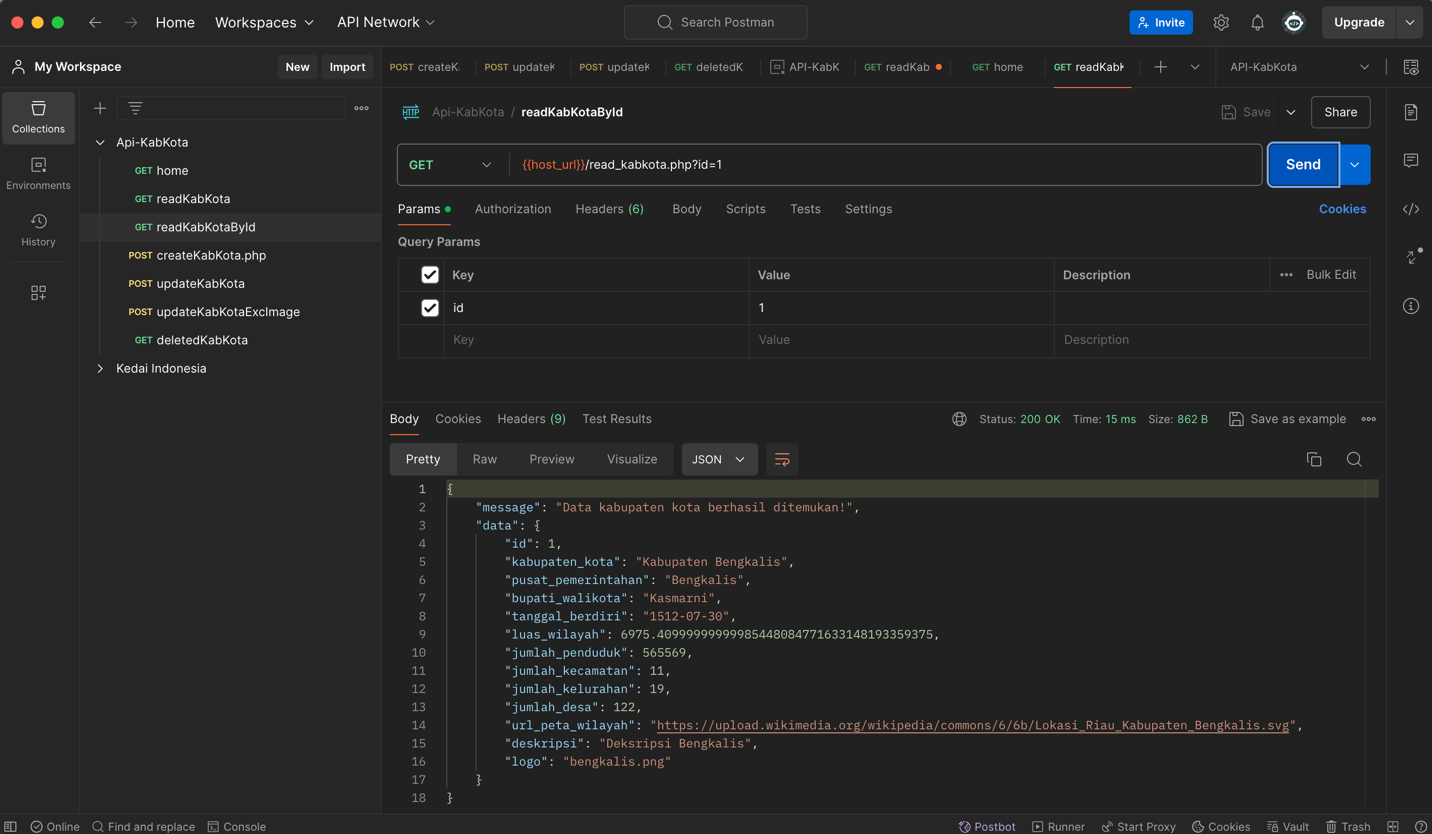 Home Workspaces API Network Search Postman Invite Upgrade
My Workspace New Import
POST createK POST updateK POST updateK GET deletedK API-KabK GET readKab GET home GET readKabK API-KabKota
Collections
Environments
History
Api-KabKota
GET home
GET readKabKota
GET readKabKotaById
POST createKabKota.php
POST updateKabKota
POST updateKabKotaExcImage
GET deletedKabKota
Kedai Indonesia
HTTP Api-KabKota / readKabKotaById Save Share
GET {{host_url}}/read_kabkota.php?id=1 Send
Params Authorization Headers (6) Body Scripts Tests Settings Cookies
Query Params
Key Value Description Bulk Edit
id 1
Key Value Description
Body Cookies Headers (9) Test Results Status: 200 OK Time: 15 ms Size: 862 B Save as example
Pretty Raw Preview Visualize JSON
1 {
2 "message": "Data kabupaten kota berhasil ditemukan!",
3 "data": {
4 "id": 1,
5 "kabupaten_kota": "Kabupaten Bengkalis",
6 "pusat_pemerintahan": "Bengkalis",
7 "bupati_walikota": "Kasmarni",
8 "tanggal_berdiri": "1512-07-30",
9 "luas_wilayah": 6975.409999999999854480847716331481933593​75,
10 "jumlah_penduduk": 565569,
11 "jumlah_kecamatan": 11,
12 "jumlah_kelurahan": 19,
13 "jumlah_desa": 122,
14 "url_peta_wilayah": "https://upload.wikimedia.org/wikipedia/commons/6/6b/Lokasi_Riau_Kabupaten_Bengkalis.svg",
15 "deskripsi": "Deksripsi Bengkalis",
16 "logo": "bengkalis.png"
17 }
18 }
Online Find and replace Console Postbot Runner Start Proxy Cookies Vault Trash